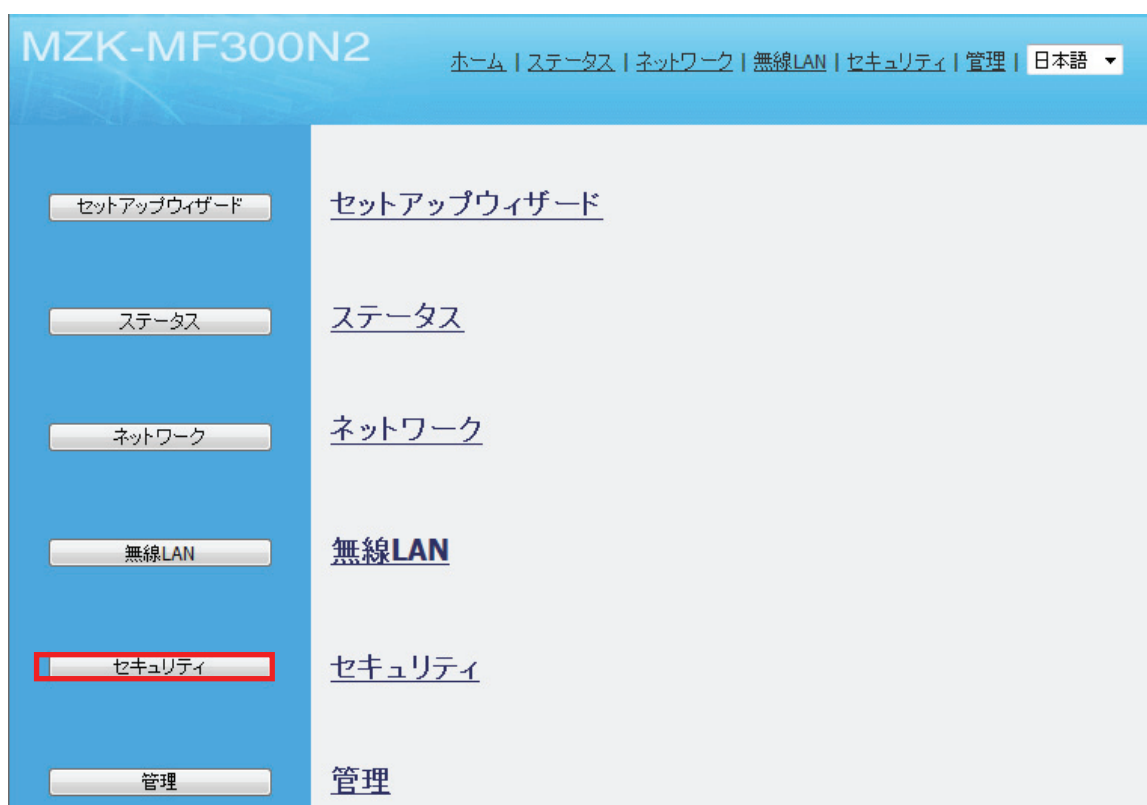 MZK-MF300N2
ホーム | ステータス | ネットワーク | 無線LAN | セキュリティ | 管理 | 日本語
セットアップウィザード セットアップウィザード
ステータス ステータス
ネットワーク ネットワーク
無線LAN 無線LAN
セキュリティ セキュリティ
管理 管理